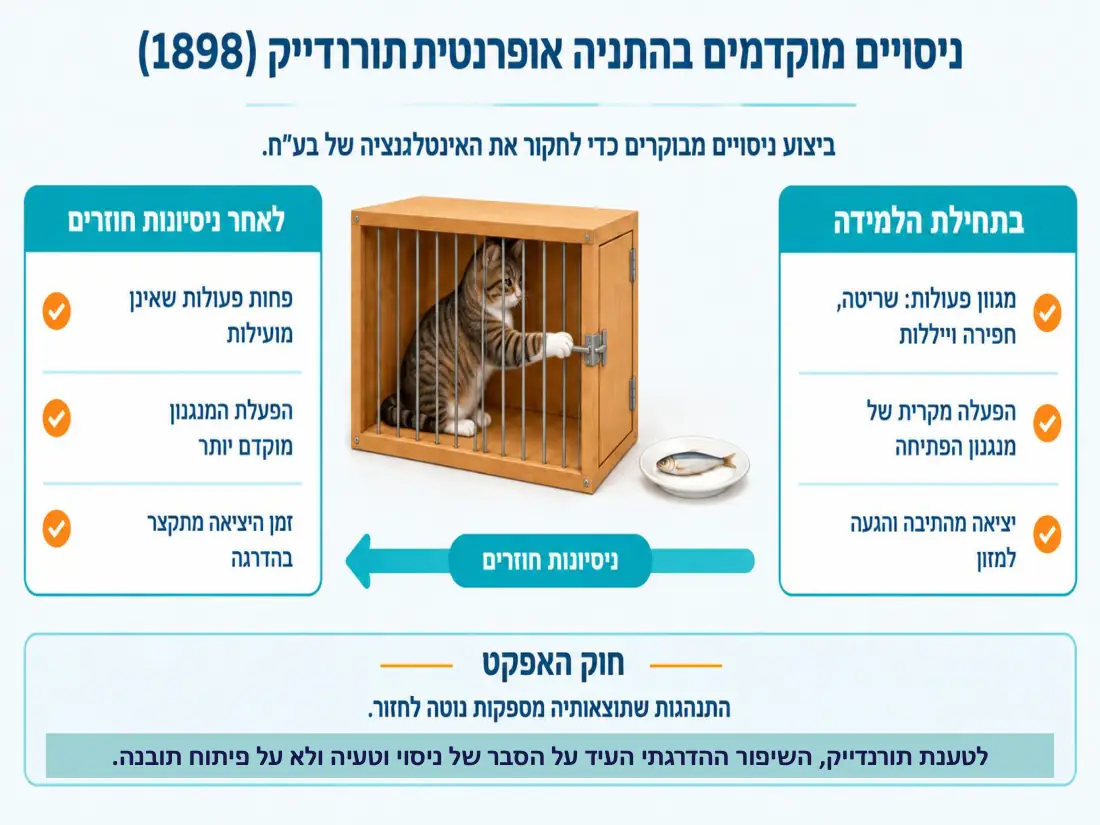 ניסויים מוקדמים בהתניה אופרנטית תורודייק (1898)
ביצוע ניסויים מבוקרים כדי לחקור את האינטלגנציה של בע"ח.
בתחילת הלמידה
מגוון פעולות: שריטה,
חפירה ויללות
הפעלה מקרית של
מנגנון הפתיחה
יציאה מהתיבה והגעה
למזון
לאחר ניסיונות חוזרים
פחות פעולות שאינן
מועילות
הפעלת המנגנון
מוקדם יותר
זמן היציאה מתקצר
בהדרגה
ניסיונות חוזרים
חוק האפקט
התנהגות שתוצאותיה מספקות נוטה לחזור.
לטענת תורנדייק, השיפור ההדרגתי העיד על הסבר של ניסוי וטעיה ולא על פיתוח תובנה.